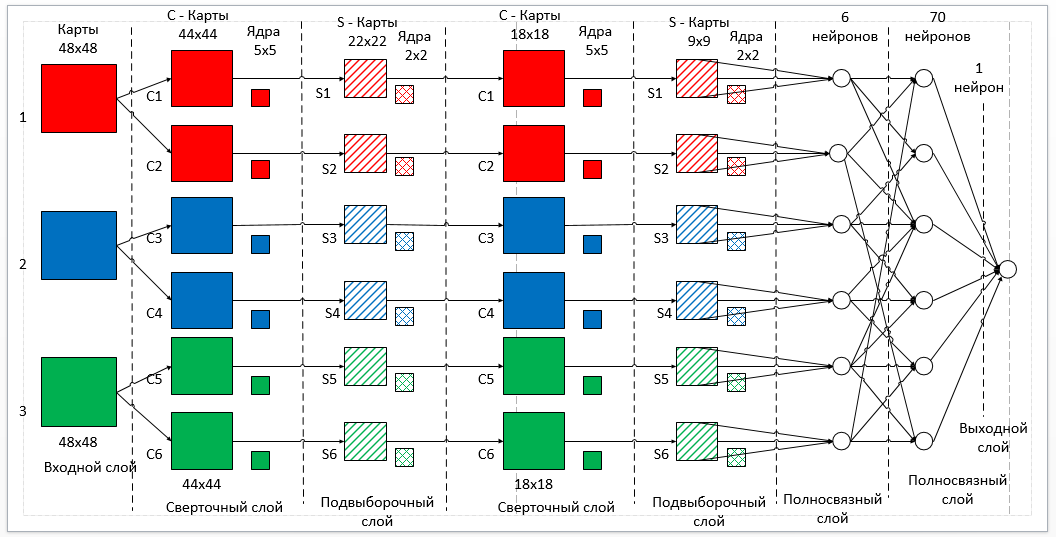 Карты
48x48
С - Карты
44x44
Ядра
5x5
S - Карты
22x22
Ядра
2x2
С - Карты
18x18
Ядра
5x5
S - Карты
9x9
Ядра
2x2
6
нейронов
70
нейронов
1
нейрон
1
C1
S1
C1
S1
C2
S2
C2
S2
2
C3
S3
C3
S3
C4
S4
C4
S4
3
C5
S5
C5
S5
C6
S6
C6
S6
48x48
Входной слой
44x44
Сверточный слой
Подвыборочный
слой
18x18
Сверточный слой
Подвыборочный
слой
Полносвязный
слой
Полносвязный
слой
Выходной
слой